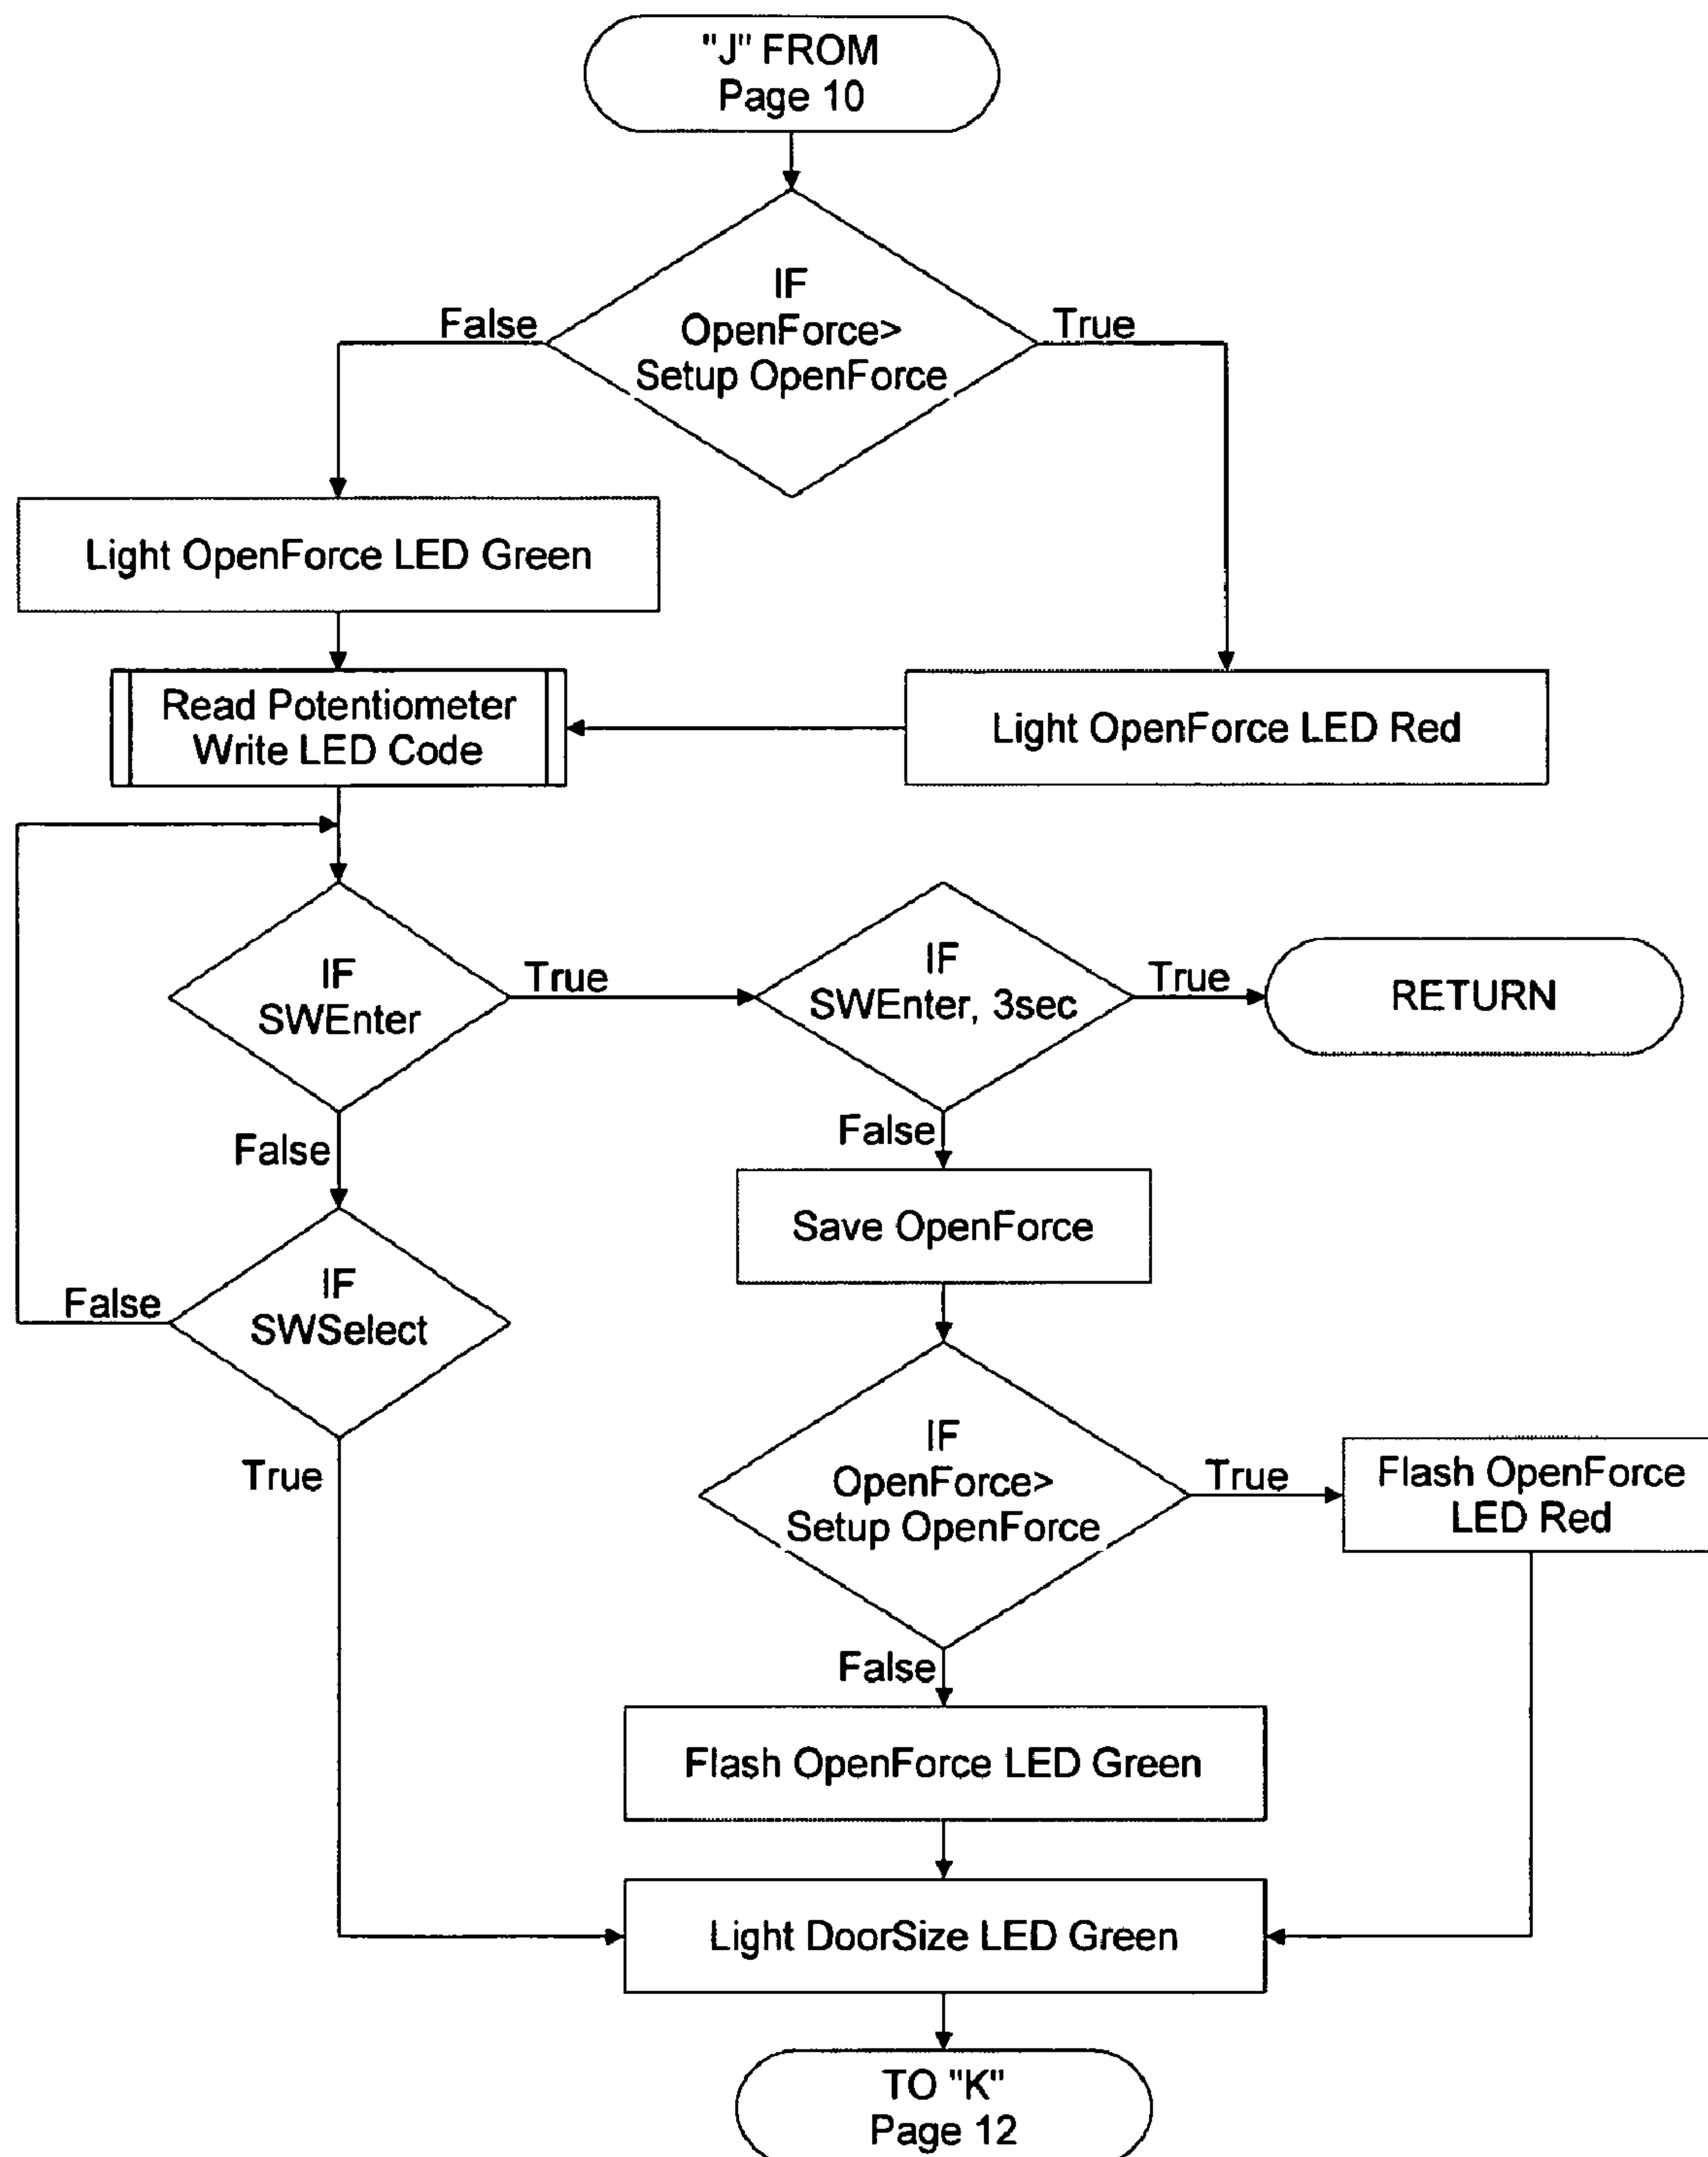 "J" FROM
Page 10
IF
OpenForce>
Setup OpenForce
False
True
Light OpenForce LED Green
Read Potentiometer
Write LED Code
Light OpenForce LED Red
IF
SWEnter
True
IF
SWEnter, 3sec
True
RETURN
False
False
Save OpenForce
IF
SWSelect
False
True
IF
OpenForce>
Setup OpenForce
True
Flash OpenForce
LED Red
False
Flash OpenForce LED Green
Light DoorSize LED Green
TO "K"
Page 12